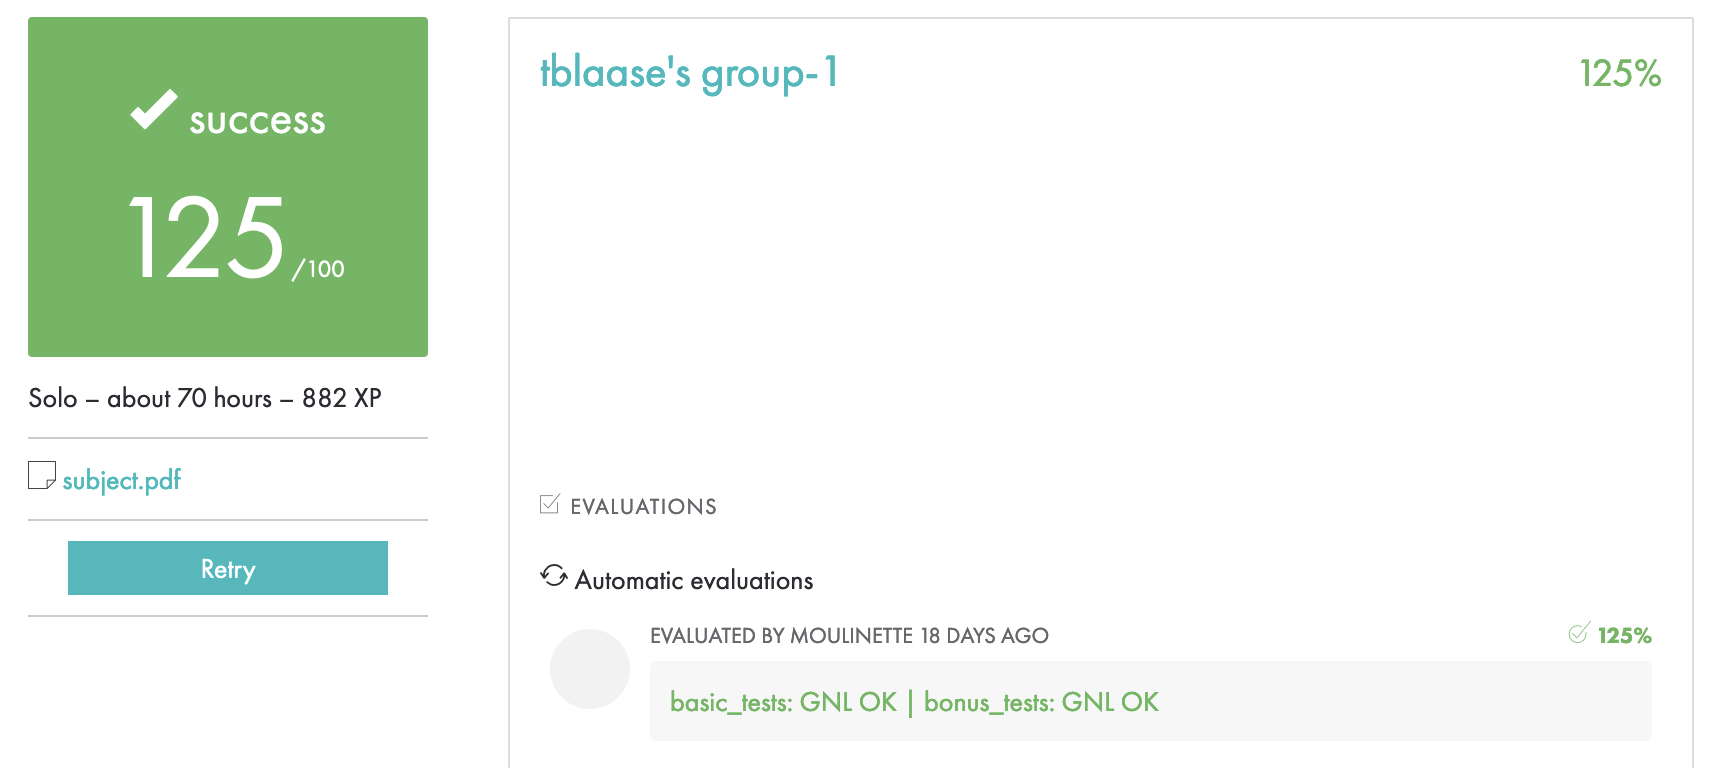 success
125 /100
Solo – about 70 hours – 882 XP
subject.pdf
Retry
tblaase's group-1
125%
EVALUATIONS
Automatic evaluations
EVALUATED BY MOULINETTE 18 DAYS AGO
125%
basic_tests: GNL OK | bonus_tests: GNL OK